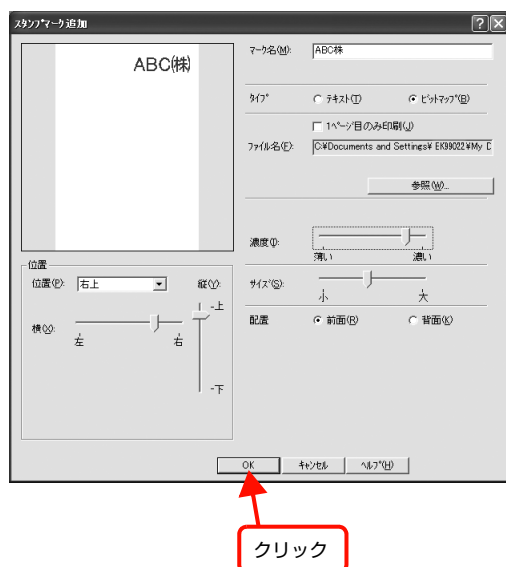 スタンプマーク追加
ABC㈱
マーク名(M): ABC株
タイプ テキスト(T) ビットマップ(B)
1ページ目のみ印刷(J)
ファイル名(F): C:¥Documents and Settings¥ EK99022¥My D
参照(W)...
濃度(I):
薄い 濃い
位置
位置(P): 右上 縦(Y):
-上
横(X):
左 右
-下
サイズ(S):
小 大
配置 前面(R) 背面(K)
OK キャンセル ヘルプ(H)
クリック